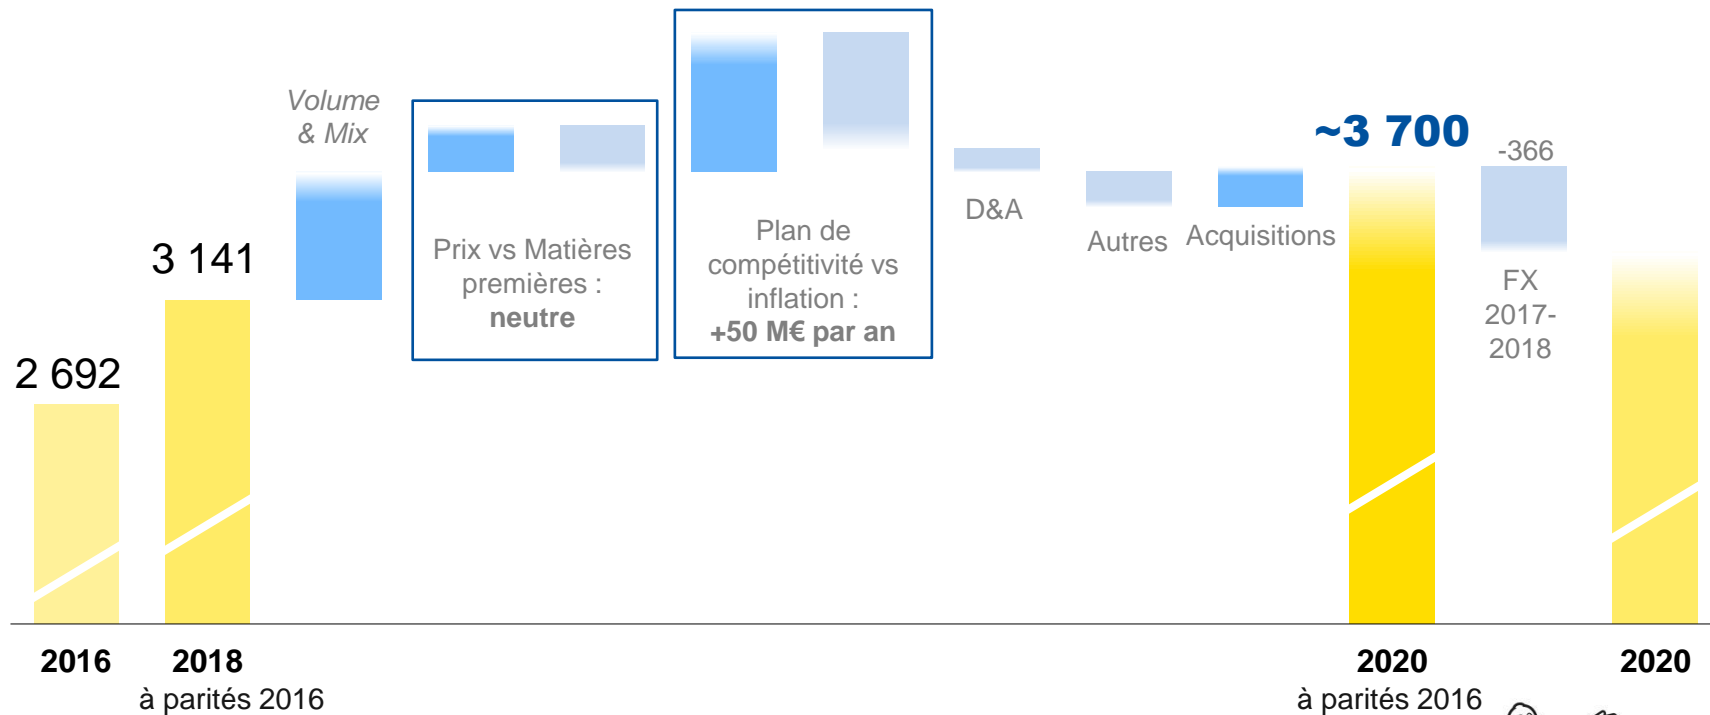 2 692
3 141
Volume
& Mix
Prix vs Matières
premières :
neutre
Plan de
compétitivité vs
inflation :
+50 M€ par an
D&A
Autres
Acquisitions
~3 700
-366
FX
2017-
2018
2016
2018
à parités 2016
2020
à parités 2016
2020